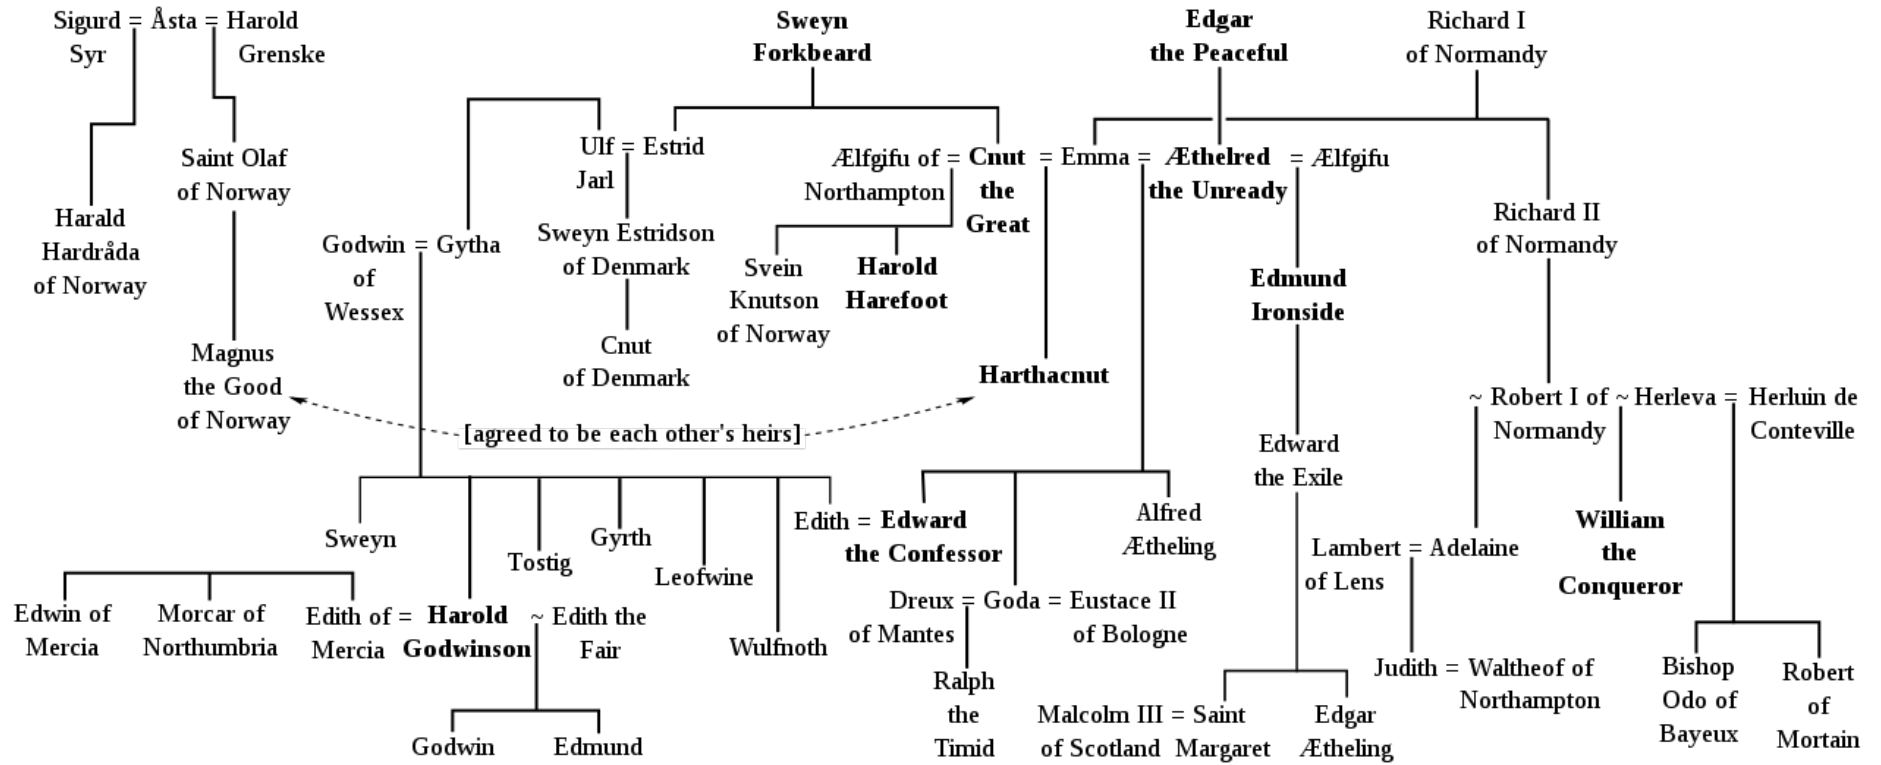 Sigurd = Åsta = Harold
Syr
Grenske
Sweyn
Forkbeard
Edgar
the Peaceful
Richard I
of Normandy
Ulf = Estrid
Jarl
Saint Olaf
of Norway
Ælfgifu of = Cnut = Emma = Æthelred = Ælfgifu
Northampton
the
Great
the Unready
Harald
Hardråda
of Norway
Godwin = Gytha
of
Wessex
Sweyn Estridson
of Denmark
Svein
Knutson
of Norway
Harold
Harefoot
Edmund
Ironside
Richard II
of Normandy
Magnus
the Good
of Norway
Cnut
of Denmark
Harthacnut
[agreed to be each other's heirs]
~ Robert I of ~ Herleva = Herluin de
Normandy
Conteville
Edward
the Exile
Sweyn
Tostig
Gyrth
Leofwine
Wulfnoth
Edith = Edward
the Confessor
Alfred
Ætheling
Lambert = Adelaine
of Lens
William
the
Conqueror
Edwin of
Mercia
Morcar of
Northumbria
Edith of = Harold ~ Edith the
Mercia Godwinson Fair
Dreux = Goda = Eustace II
of Mantes
of Bologne
Ralph
the
Timid
Judith = Waltheof of
Northampton
Bishop
Odo of
Bayeux
Robert
of
Mortain
Godwin
Edmund
Malcolm III = Saint
of Scotland Margaret
Edgar
Ætheling